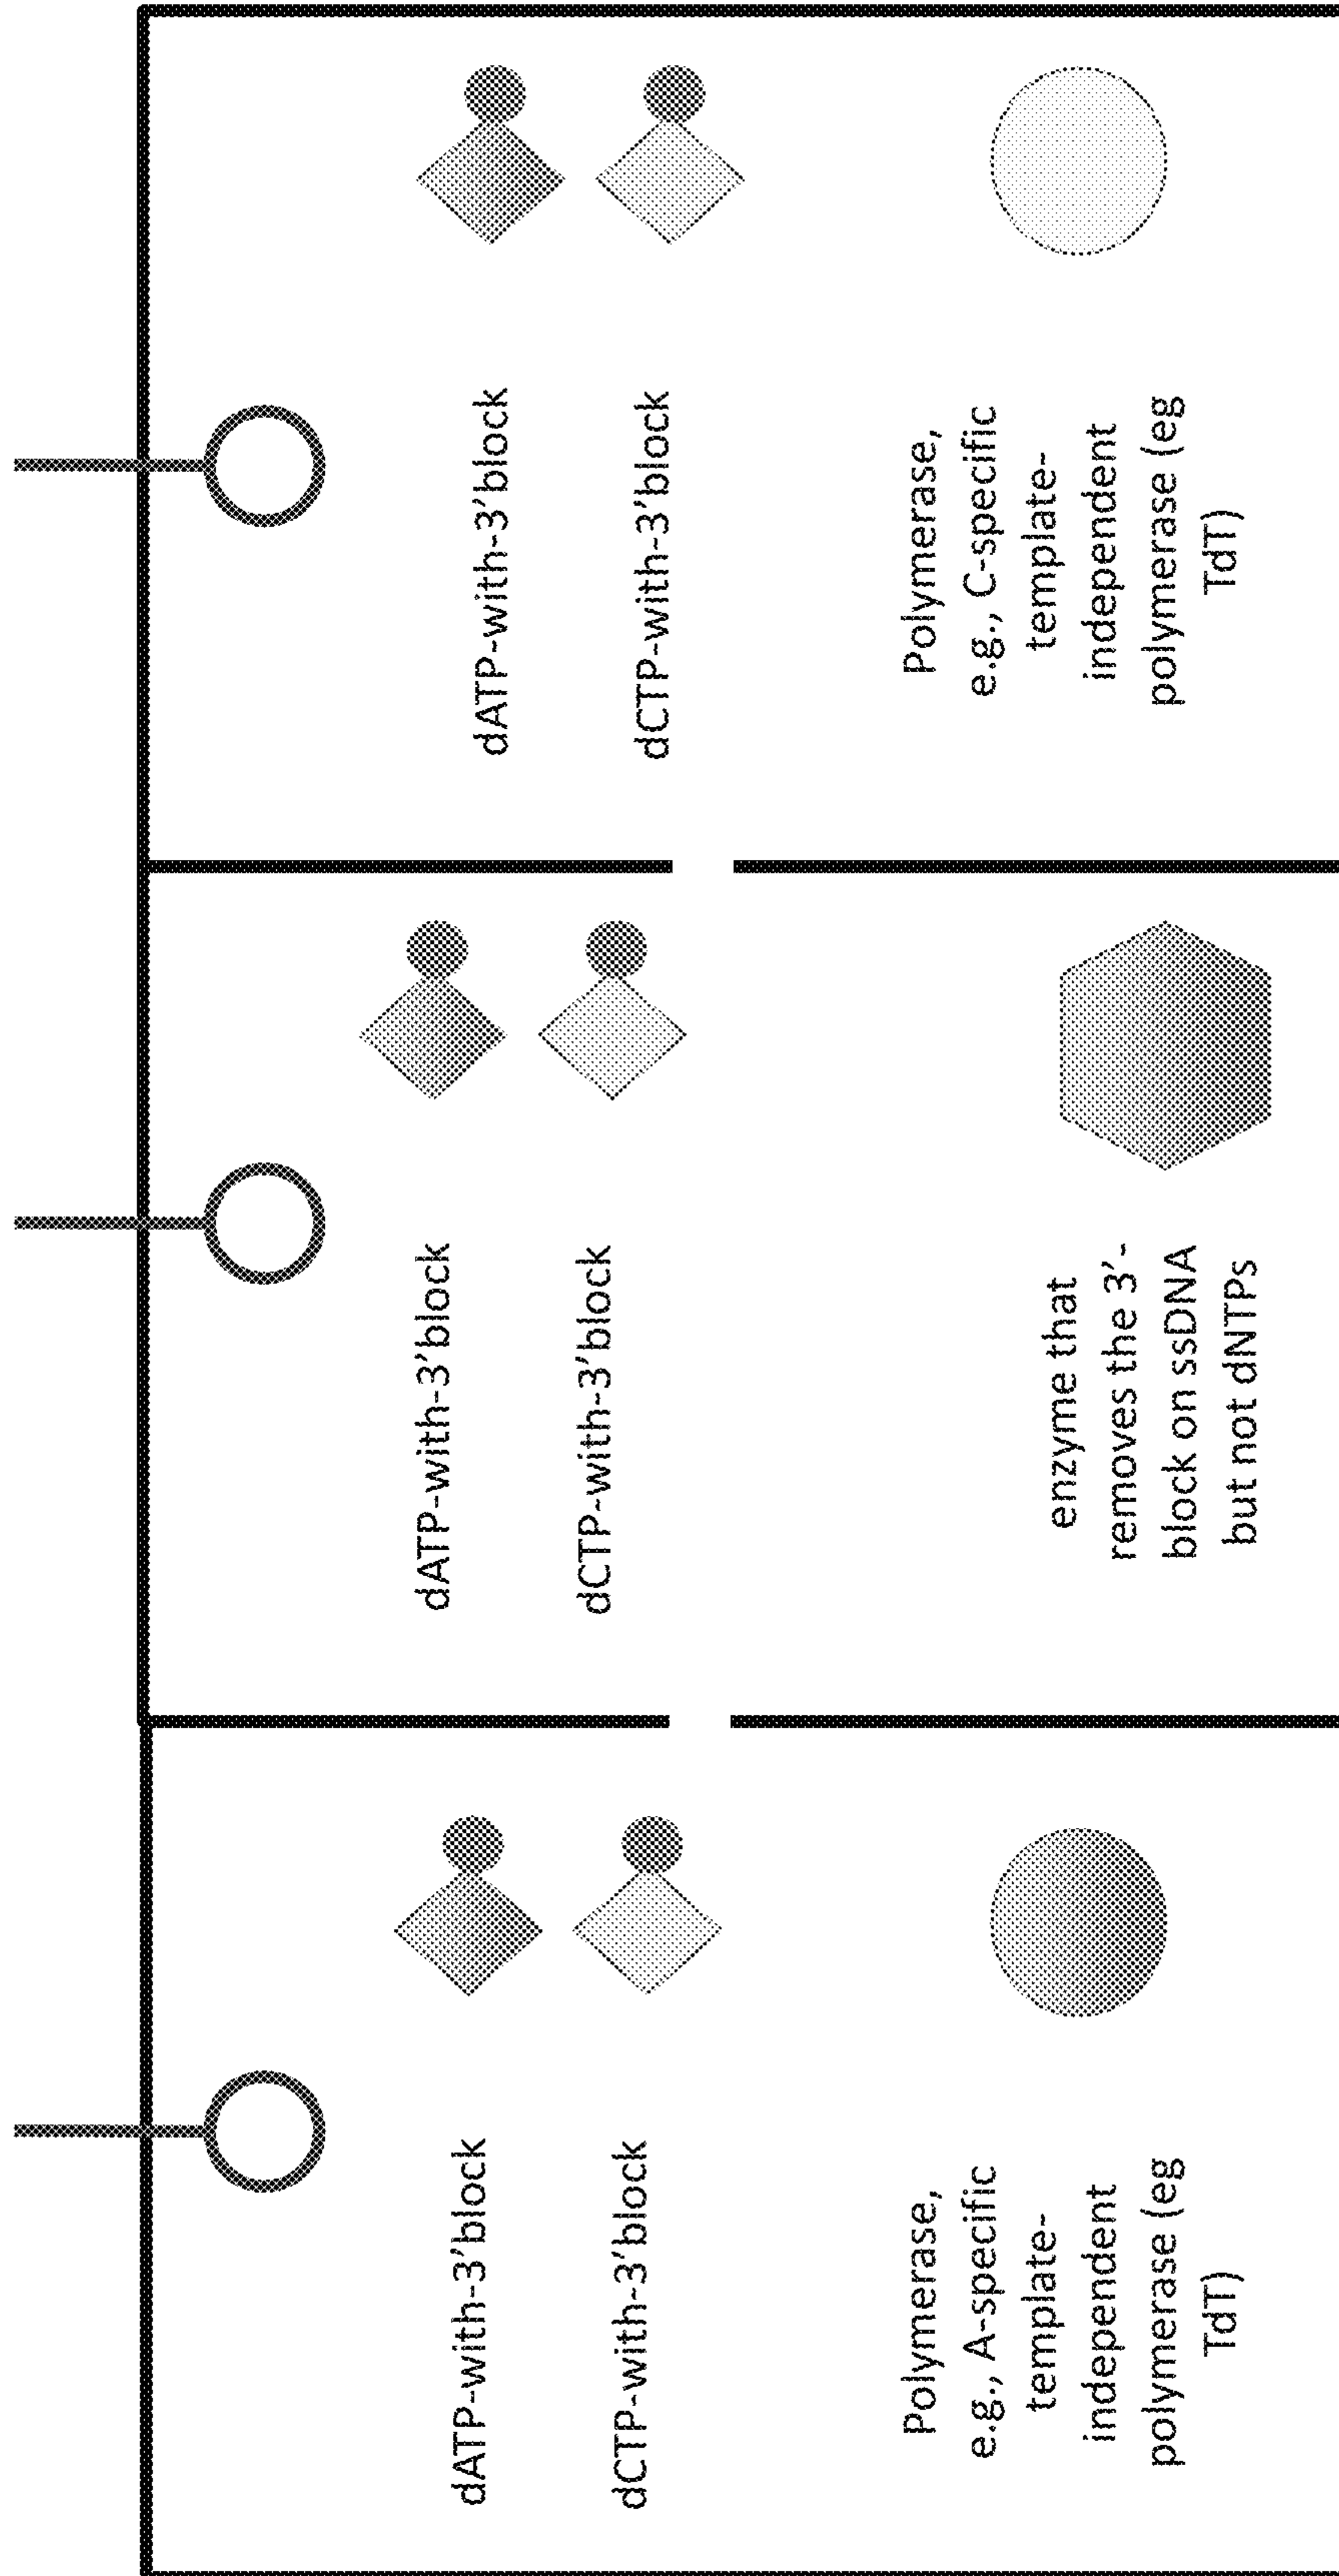 dATP-with-3'block
dCTP-with-3'block
Polymerase,
e.g., A-specific
template-
independent
polymerase (eg
TdT)
dATP-with-3'block
dCTP-with-3'block
enzyme that
removes the 3'-
block on ssDNA
but not dNTPs
dATP-with-3'block
dCTP-with-3'block
Polymerase,
e.g., C-specific
template-
independent
polymerase (eg
TdT)